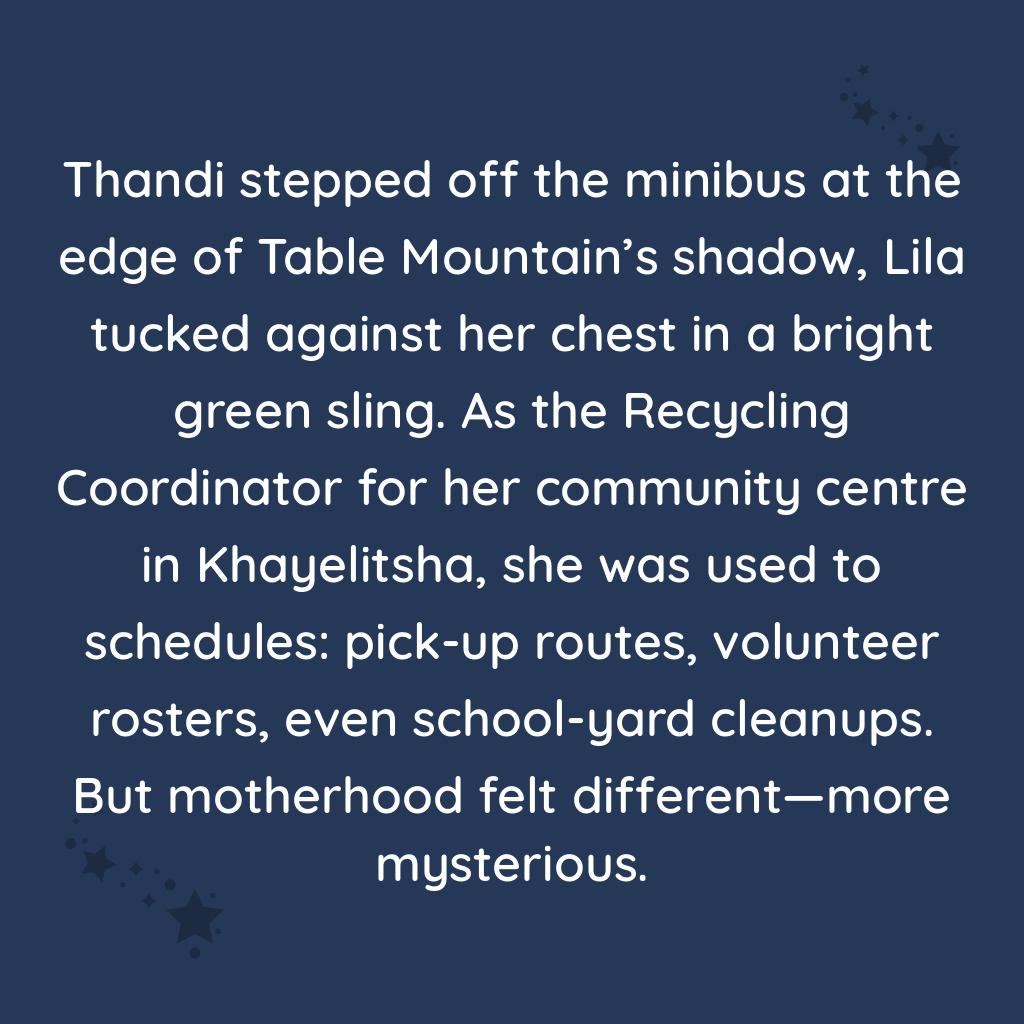 Thandi stepped off the minibus at the
edge of Table Mountain’s shadow, Lila
tucked against her chest in a bright
green sling. As the Recycling
Coordinator for her community centre
in Khayelitsha, she was used to
schedules: pick-up routes, volunteer
rosters, even school-yard cleanups.
But motherhood felt different—more
mysterious.